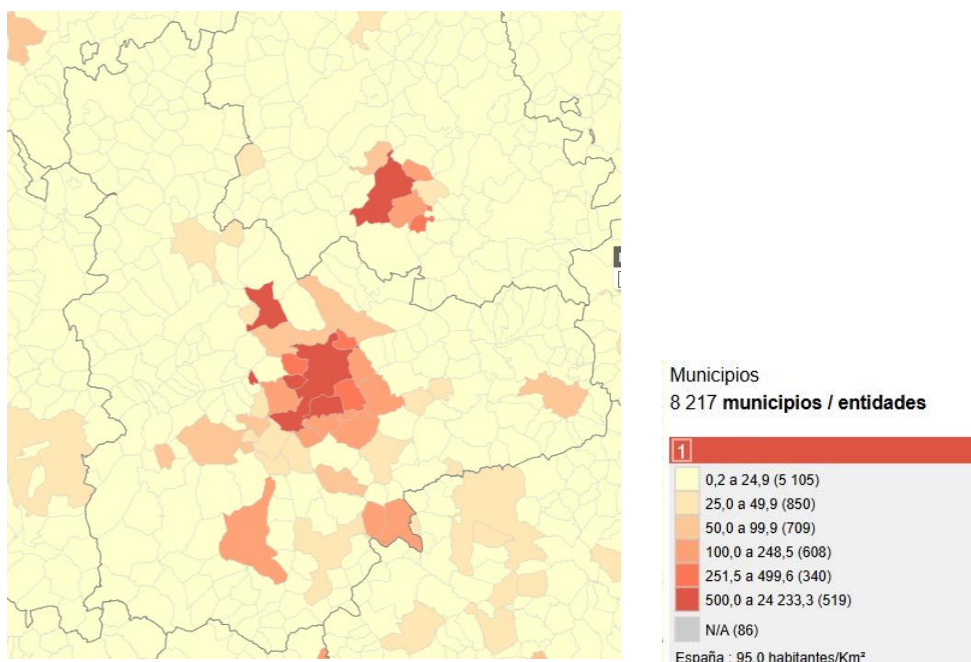 Municipios
8 217 municipios / entidades
1
0,2 a 24,9 (5 105)
25,0 a 49,9 (850)
50,0 a 99,9 (709)
100,0 a 248,5 (608)
251,5 a 499,6 (340)
500,0 a 24 233,3 (519)
N/A (86)
España : 95,0 habitantes/Km²